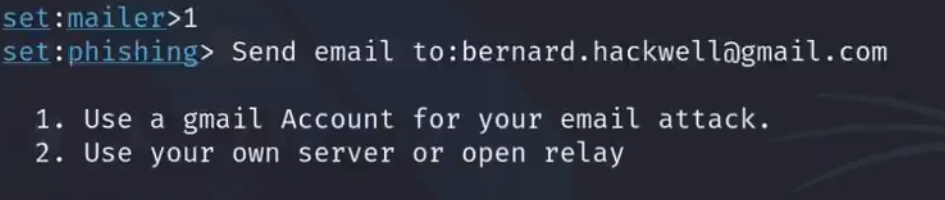 set:mailer>1
set:phishing> Send email to:bernard.hackwell@gmail.com
1. Use a gmail Account for your email attack.
2. Use your own server or open relay